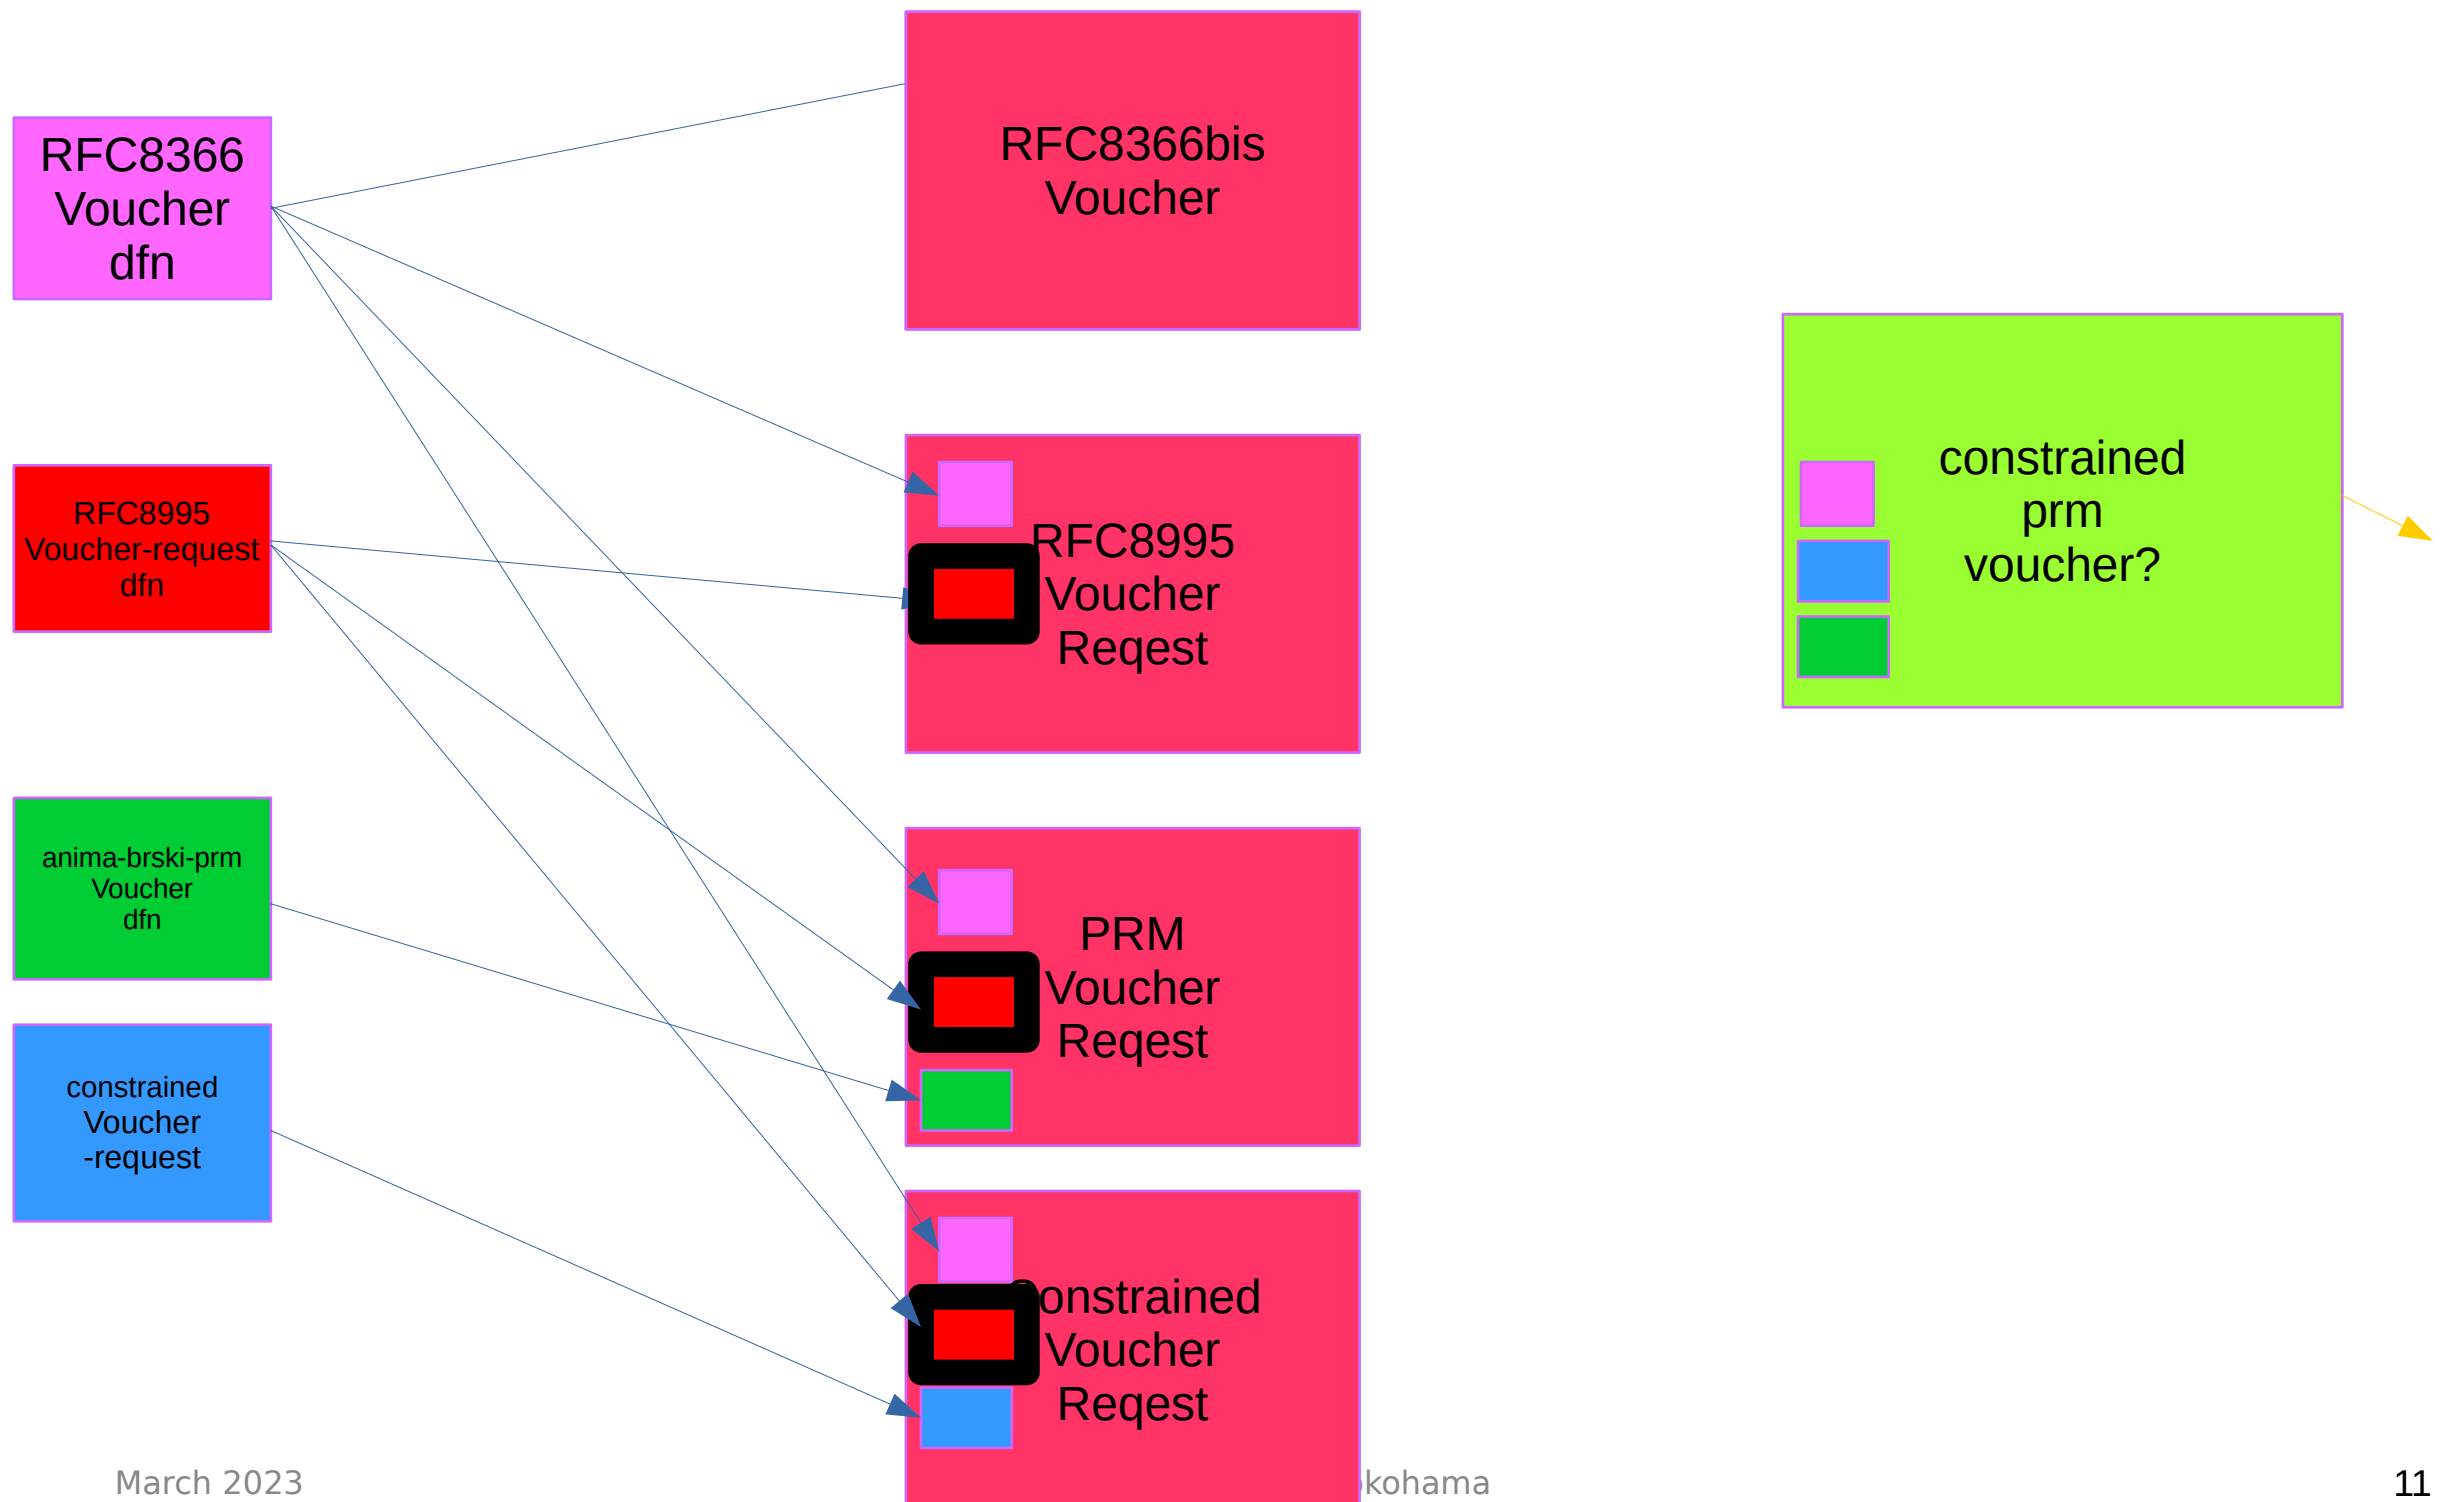 RFC8366
Voucher
dfn
RFC8995
Voucher-request
dfn
anima-brski-prm
Voucher
dfn
constrained
Voucher
-request
RFC8366bis
Voucher
RFC8995
Voucher
Reqest
PRM
Voucher
Reqest
onstrained
Voucher
Reqest
constrained
prm
voucher?
March 2023
kohama
11